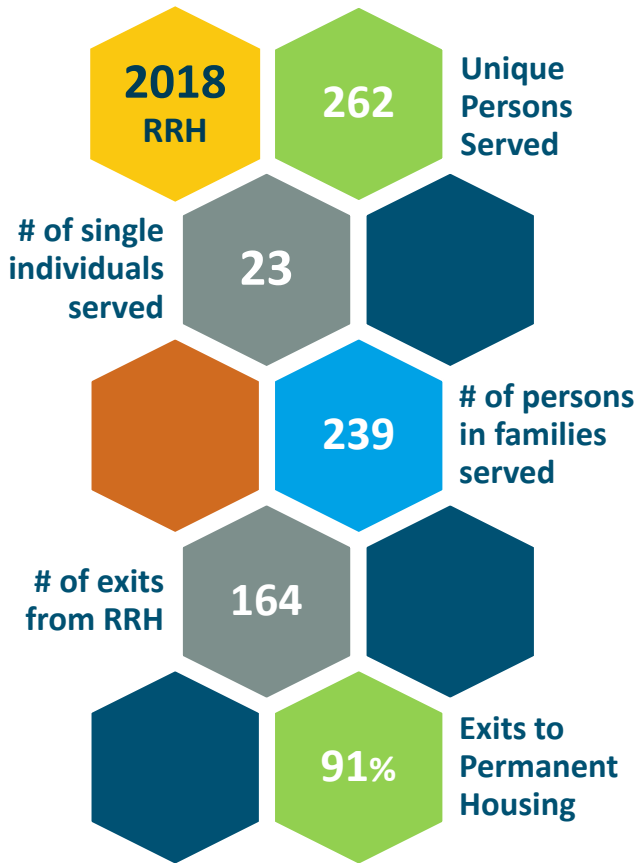 2018
RRH
262
Unique
Persons
Served
# of single
individuals
served
23
239
# of persons
in families
served
# of exits
from RRH
164
91%
Exits to
Permanent
Housing